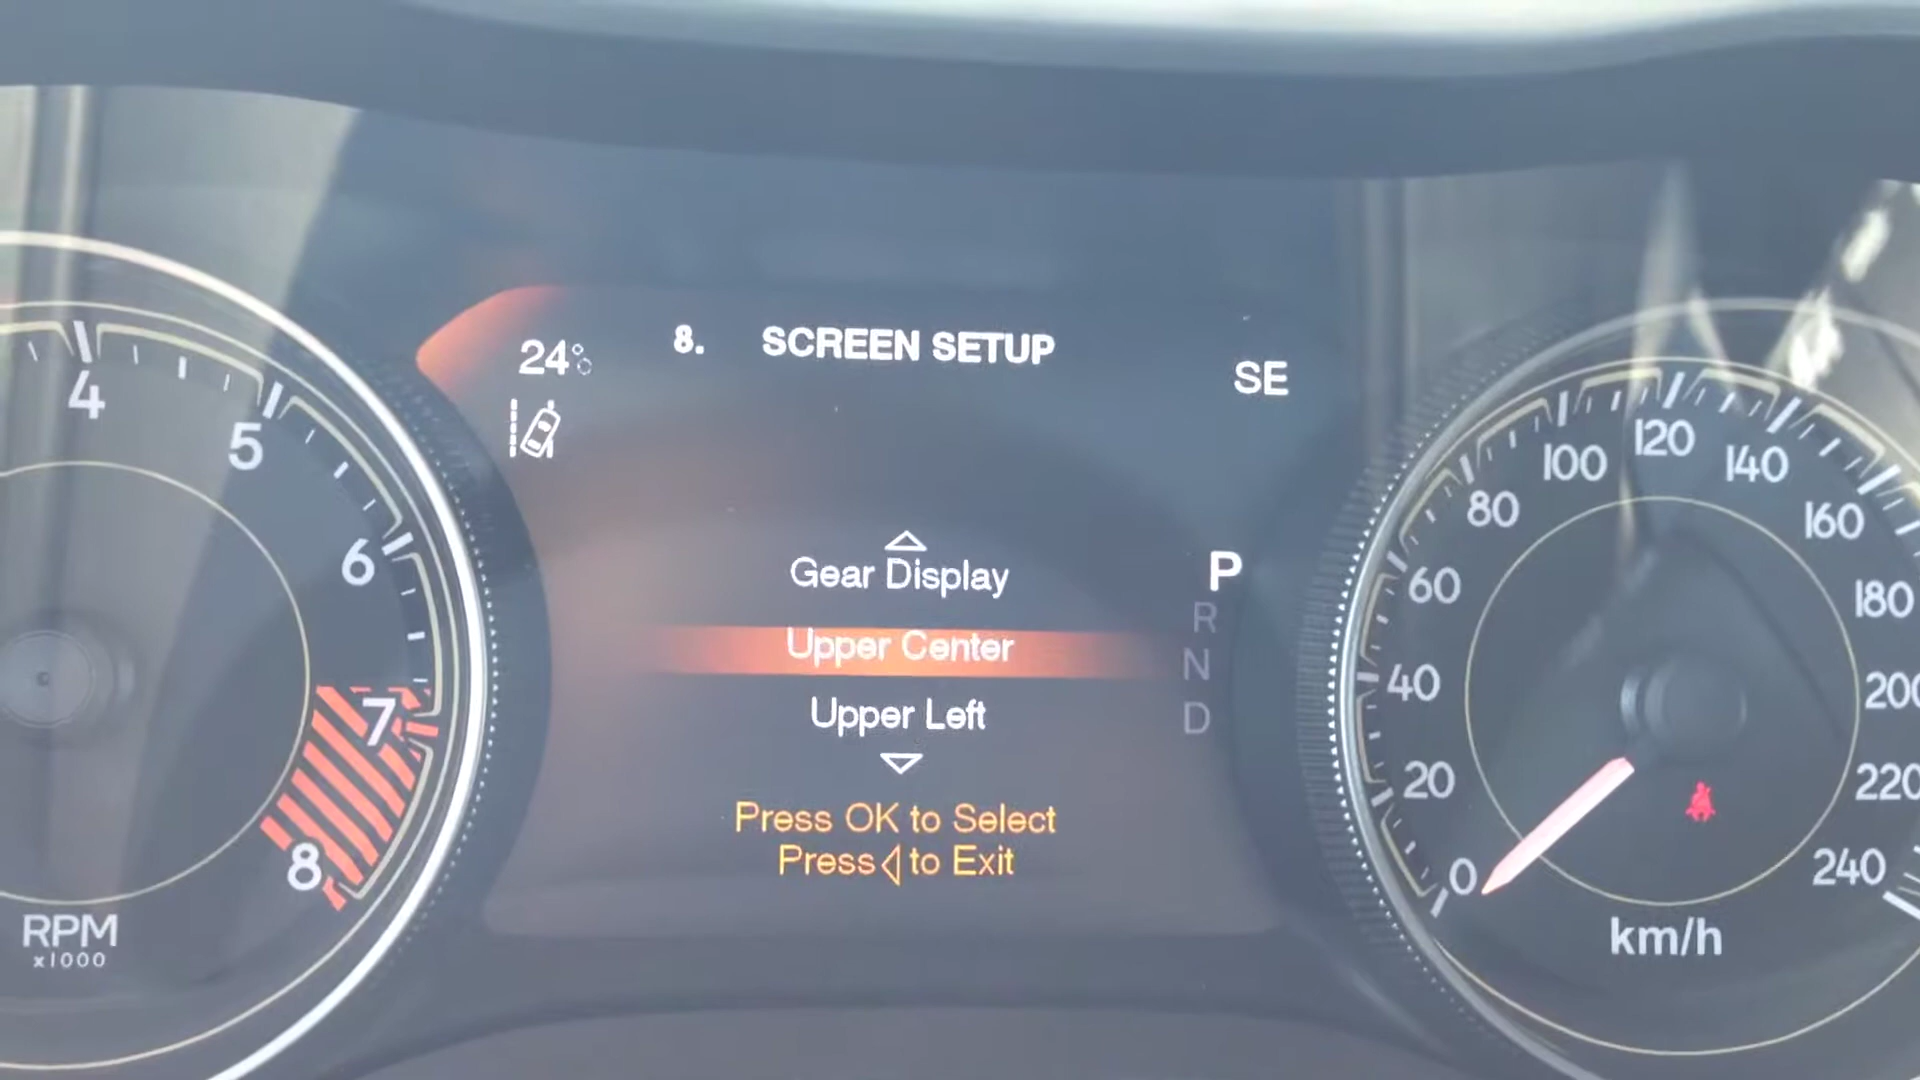 8. SCREEN SETUP
24°
SE
Gear Display
Upper Center
Upper Left
Press OK to Select
Press ◁ to Exit
P
R
N
D
4
5
6
7
8
RPM
x1000
0
20
40
60
80
100
120
140
160
180
200
220
240
km/h